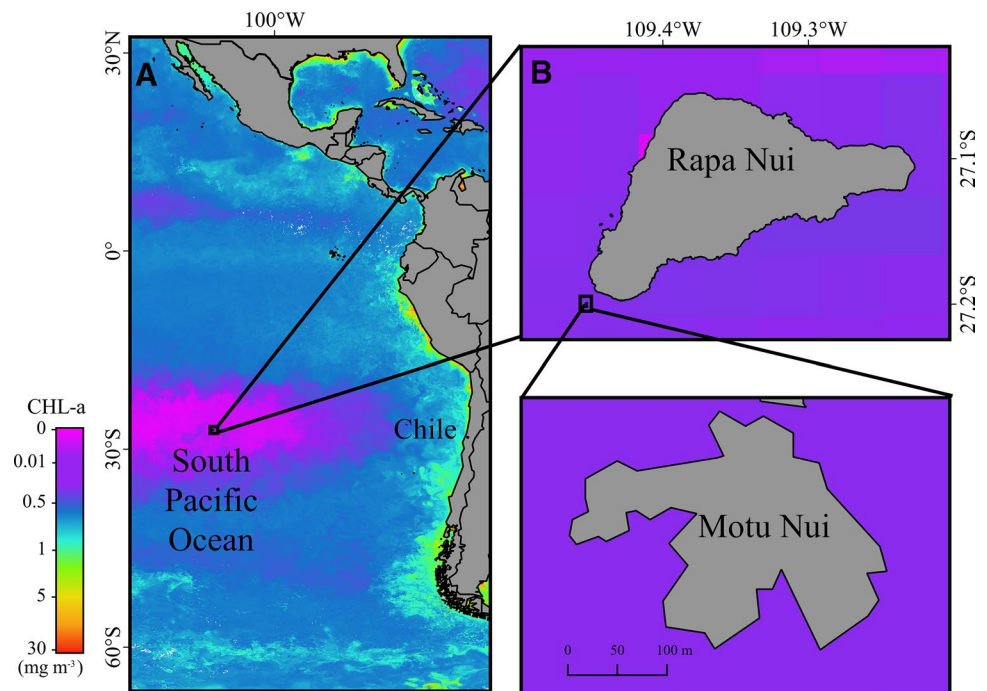 100°W
109.4°W
109.3°W
30°N
A
B
Rapa Nui
27.1°S
0°
27.2°S
CHL-a
0
0.01
0.5
1
5
30
(mg m-3)
Chile
30°S
South
Pacific
Ocean
Motu Nui
60°S
0
50
100 m